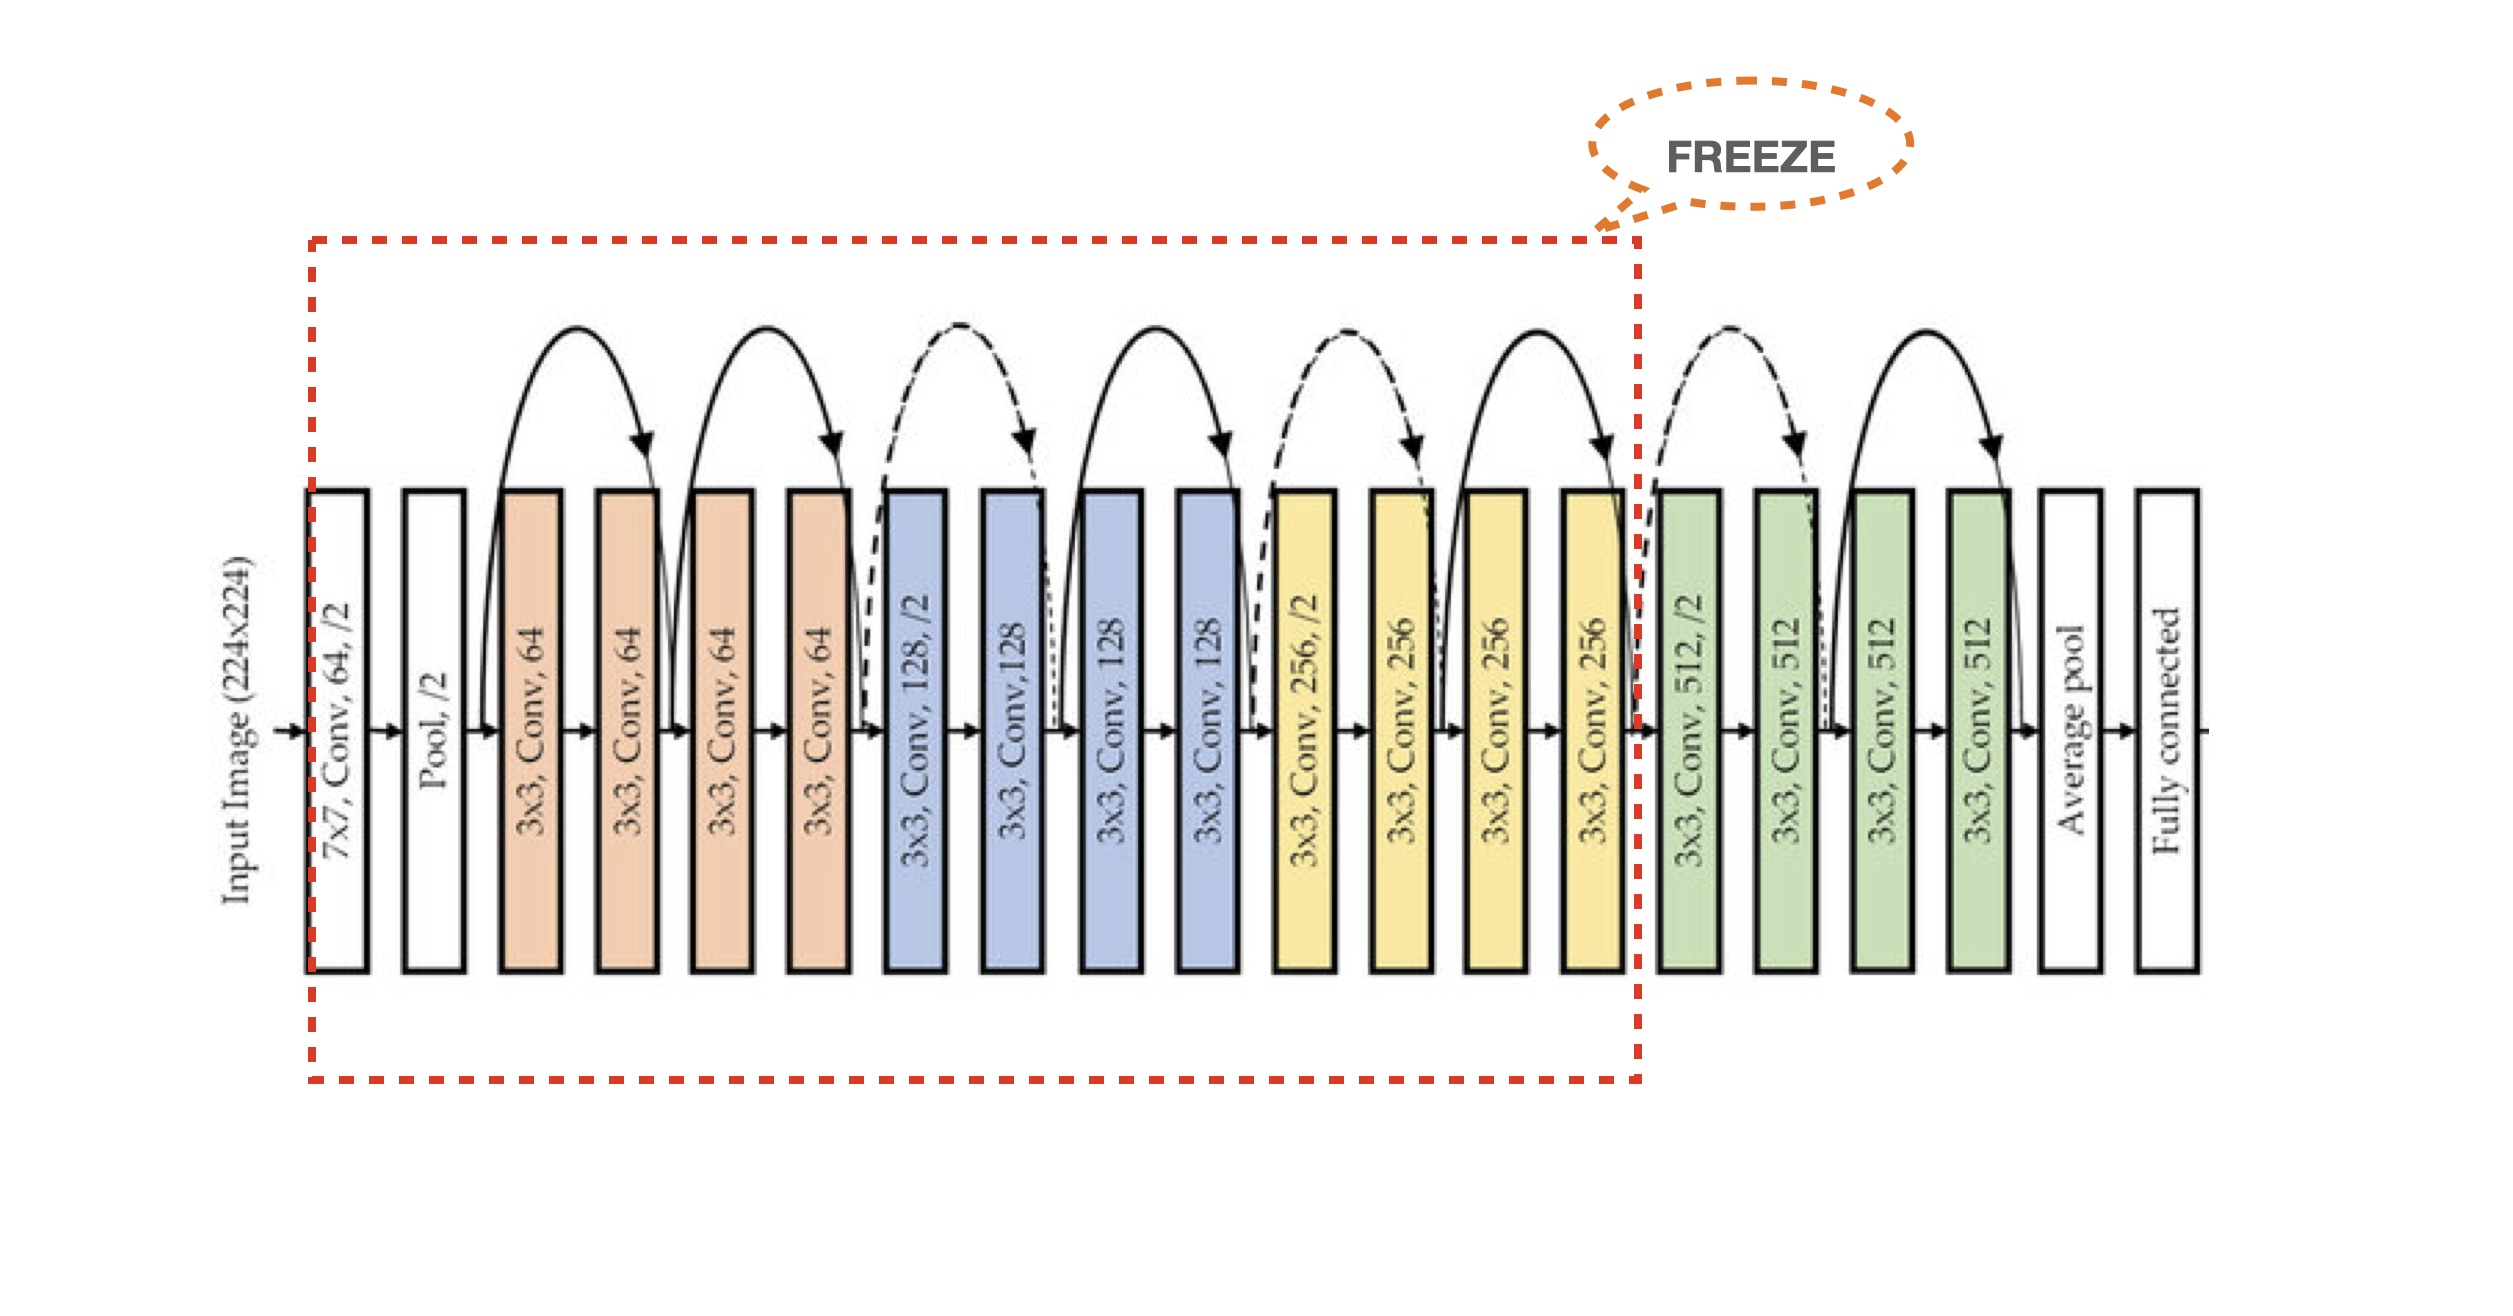 FREEZE
Input Image (224x224)
7x7, Conv, 64, /2
Pool, /2
3x3, Conv, 64
3x3, Conv, 64
3x3, Conv, 64
3x3, Conv, 64
3x3, Conv, 128, /2
3x3, Conv,128
3x3, Conv, 128
3x3, Conv, 128
3x3, Conv, 256, /2
3x3, Conv, 256
3x3, Conv, 256
3x3, Conv, 256
3x3, Conv, 512, /2
3x3, Conv, 512
3x3, Conv, 512
3x3, Conv, 512
Average pool
Fully connected